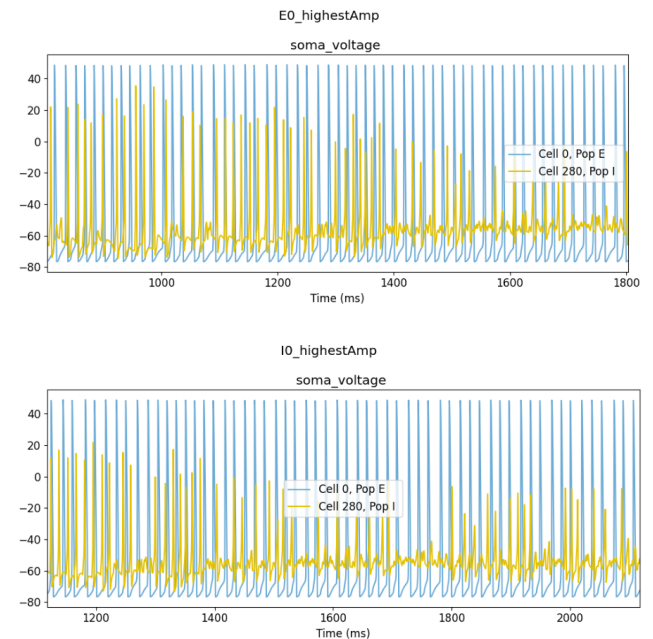 E0_highestAmp
soma_voltage
40
20
0
−20
−40
−60
−80
Cell 0, Pop E
Cell 280, Pop I
1000
1200
1400
1600
1800
Time (ms)
I0_highestAmp
soma_voltage
40
20
0
−20
−40
−60
−80
Cell 0, Pop E
Cell 280, Pop I
1200
1400
1600
1800
2000
Time (ms)